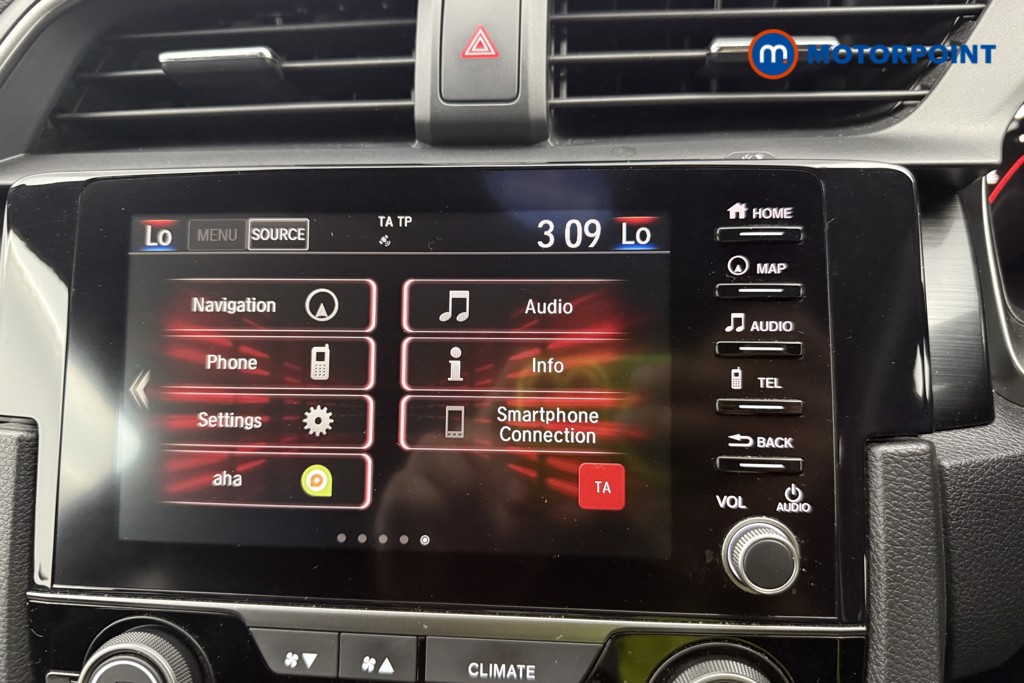 m MOTORPOINT
Lo MENU SOURCE TA TP 3 09 Lo
Navigation
Audio
Phone
Info
Settings
Smartphone
Connection
aha
TA
HOME
MAP
AUDIO
TEL
BACK
VOL
AUDIO
CLIMATE